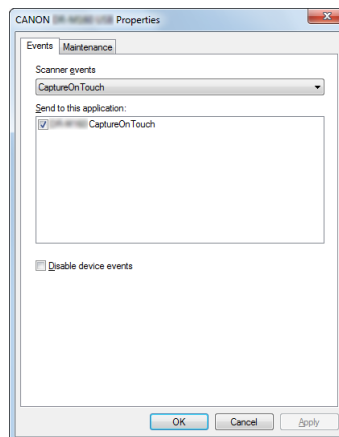 CANON Properties
Events Maintenance
Scanner events
CaptureOnTouch
Send to this application:
CaptureOnTouch
Disable device events
OK Cancel Apply